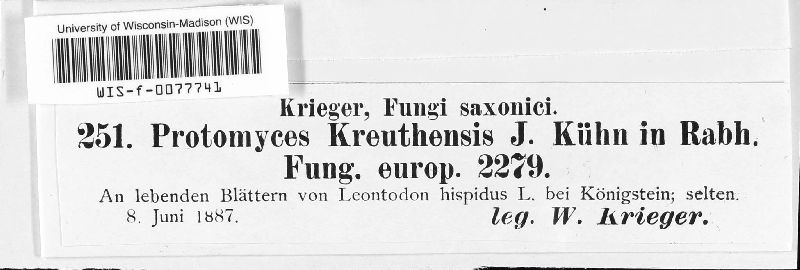 University of Wisconsin-Madison (WIS)
WIS-f-0077741
Krieger, Fungi saxonici.
251. Protomyces Kreuthensis J. Kühn in Rabh.
Fung. europ. 2279.
An lebenden Blättern von Leontodon hispidus L. bei Königstein; selten.
8. Juni 1887.
leg. W. Krieger.